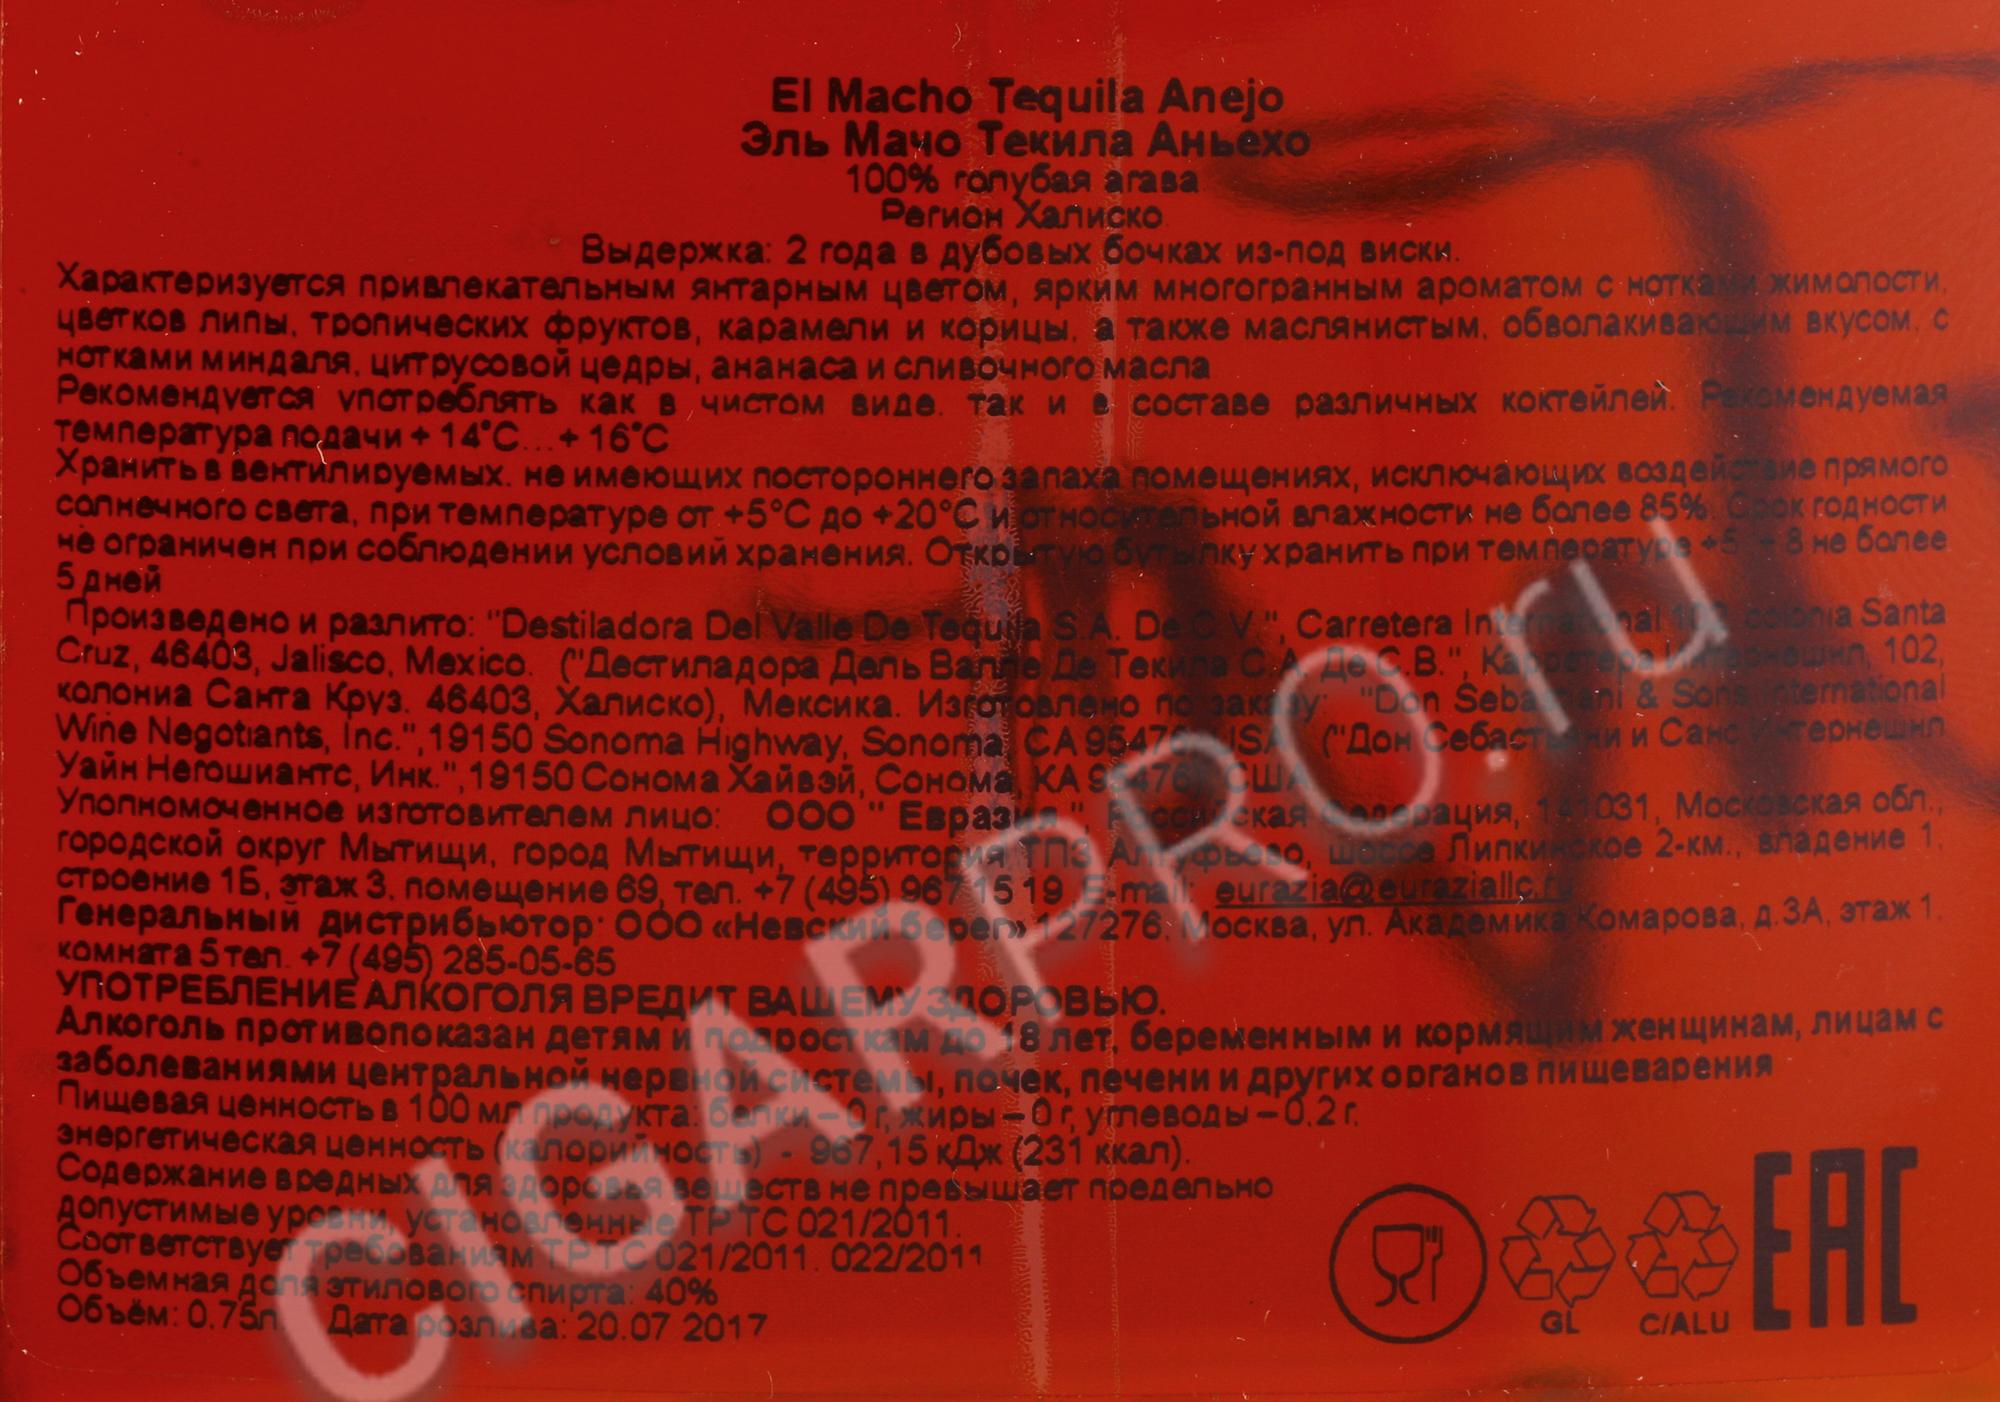 El Macho Tequila Anejo
Эль Мачо Текила Аньехо
100% голубая агава
Регион Халиско
Выдержка: 2 года в дубовых бочках из-под виски.
Характеризуется привлекательным янтарным цветом, ярким многогранным ароматом с нотками жимолости,
цветков липы, тропических фруктов, карамели и корицы, а также маслянистым, обволакивающим вкусом, с
нотками миндаля, цитрусовой цедры, ананаса и сливочного масла
Рекомендуется употреблять как в чистом виде, так и в составе различных коктейлей. Рекомендуемая
температура подачи + 14°C...+ 16°C
Хранить в вентилируемых, не имеющих постороннего запаха помещениях, исключающих воздействие прямого
солнечного света, при температуре от +5°C до +20°C и относительной влажности не более 85%. Срок годности
не ограничен при соблюдении условий хранения. Открытую бутылку хранить при температуре +5 + 8 не более
5 дней
Произведено и разлито: "Destiladora Del Valle De Tequila S.A. De C.V.", Carretera International 102, colonia Santa
Cruz, 46403, Jalisco, Mexico. ("Дестиладора Дель Валле Де Текила С.А. Де С.В.", Карретера Интернешнл, 102,
колониа Санта Круз, 46403, Халиско), Мексика. Изготовлено по заказу: "Don Sebastiani & Sons International
Wine Negotiants, Inc.",19150 Sonoma Highway, Sonoma, CA 95476, USA ("Дон Себастьяни и Санс Интернешнл
Уайн Негошиантс, Инк.", 19150 Сонома Хайвэй, Сонома, КА 95476, США
Уполномоченное изготовителем лицо: ООО " Евразия ", Российская Федерация, 141031, Московская обл.,
городской округ Мытищи, город Мытищи, территория ТПЗ Алтуфьево, шоссе Липкинское 2-км., владение 1,
строение 1Б, этаж 3, помещение 69, тел. +7 (495) 967 15 19 E-mail: eurazia@euraziallc.ru
Генеральный дистрибьютор: ООО «Невский берег» 127276, Москва, ул. Академика Комарова, д.3А, этаж 1,
комната 5 тел. +7 (495) 285-05-65
УПОТРЕБЛЕНИЕ АЛКОГОЛЯ ВРЕДИТ ВАШЕМУ ЗДОРОВЬЮ.
Алкоголь противопоказан детям и подросткам до 18 лет, беременным и кормящим женщинам, лицам с
заболеваниями центральной нервной системы, почек, печени и других органов пищеварения
Пищевая ценность в 100 мл продукта: белки – 0 г, жиры – 0 г, углеводы – 0,2 г.
энергетическая ценность (калорийность) - 967,15 кДж (231 ккал).
Содержание вредных для здоровья веществ не превышает предельно
допустимые уровни, установленные ТР ТС 021/2011.
Соответствует требованиям ТР ТС 021/2011, 022/2011
Объемная доля этилового спирта: 40%
Объём: 0.75л. Дата розлива: 20.07 2017
GL C/ALU EAC
CIGARPRO.ru